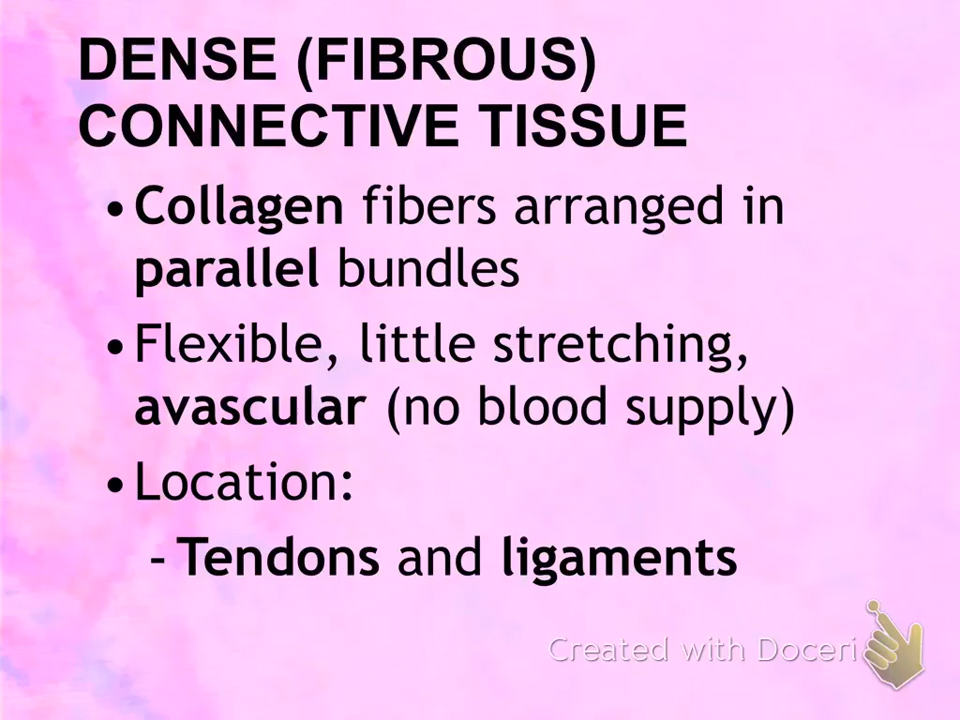 DENSE (FIBROUS)
CONNECTIVE TISSUE
•Collagen fibers arranged in
parallel bundles
•Flexible, little stretching,
avascular (no blood supply)
•Location:
-Tendons and ligaments
Created with Doceri